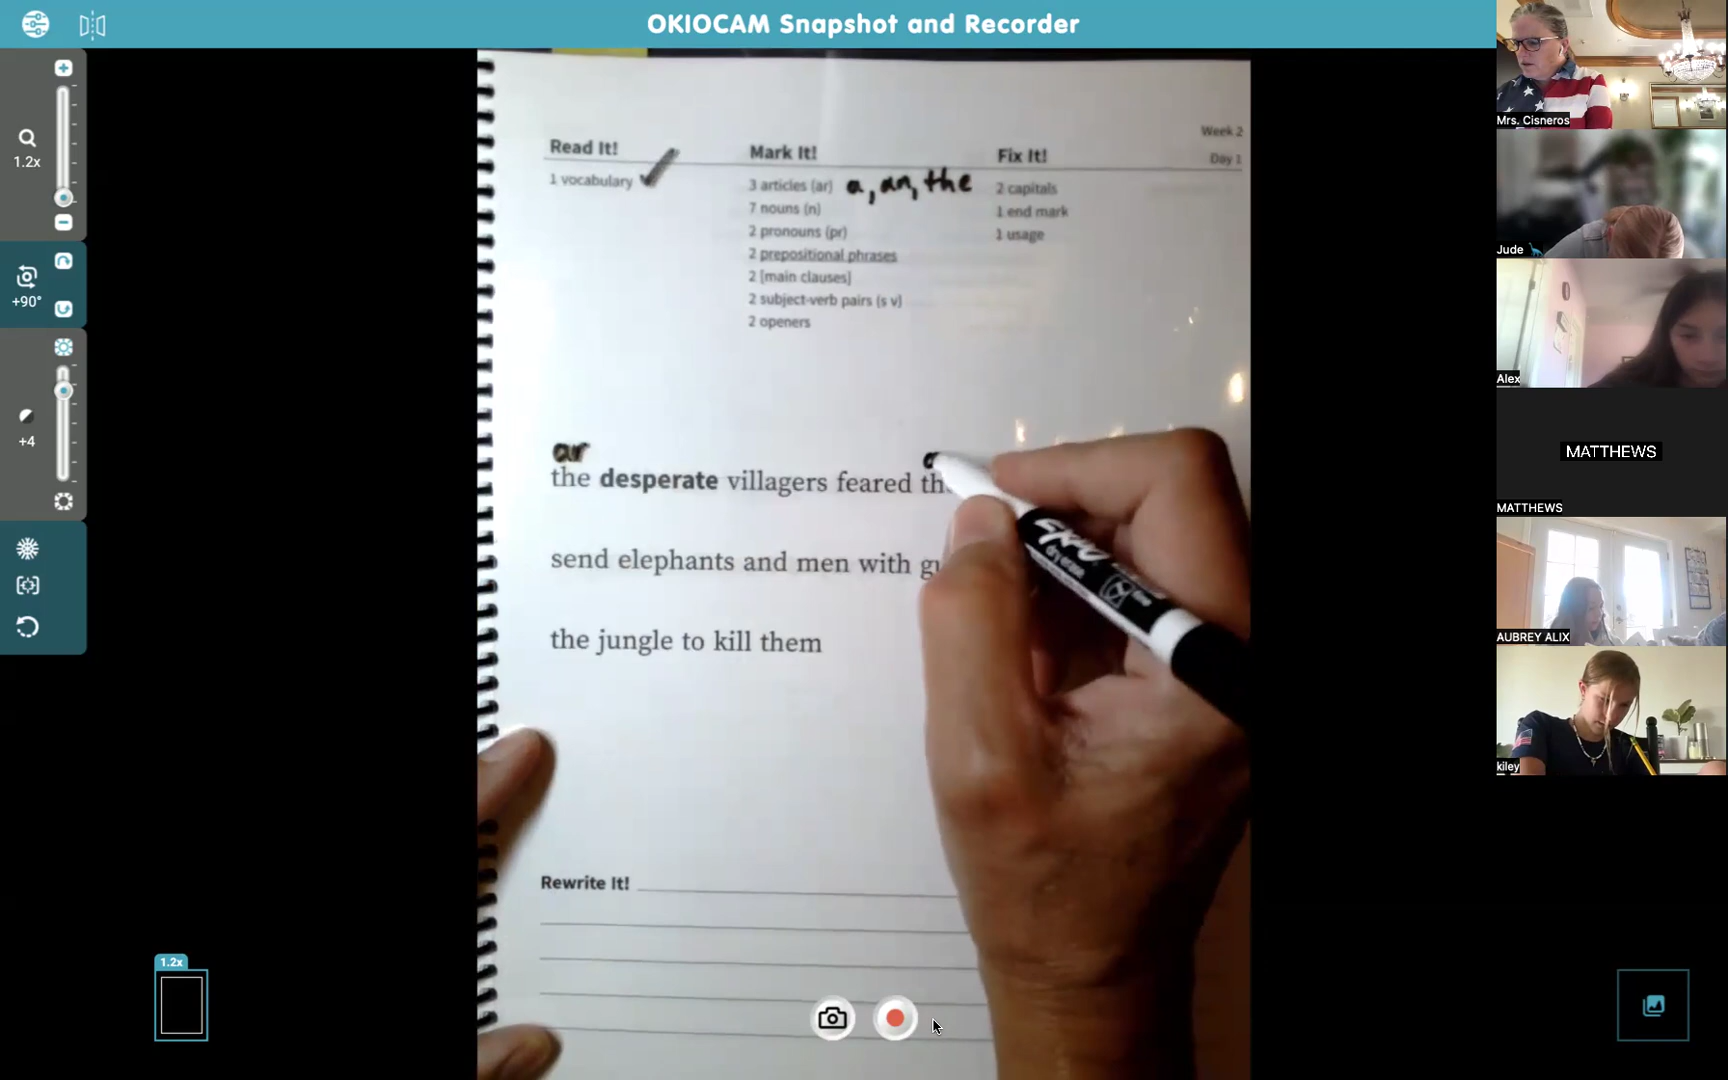 OKIOCAM Snapshot and Recorder
1.2x
+90°
+4
Week 2
Day 1
Read It!
1 vocabulary
Mark It!
3 articles (ar) a, an, the
7 nouns (n)
2 pronouns (pr)
2 prepositional phrases
2 [main clauses]
2 subject-verb pairs (s v)
2 openers
Fix It!
2 capitals
1 end mark
1 usage
ar
the desperate villagers feared
send elephants and men with
the jungle to kill them
Rewrite It!
EXPO
dry erase
1.2x
Mrs. Cisneros
Jude
Alex
MATTHEWS
MATTHEWS
AUBREY ALIX
kiley